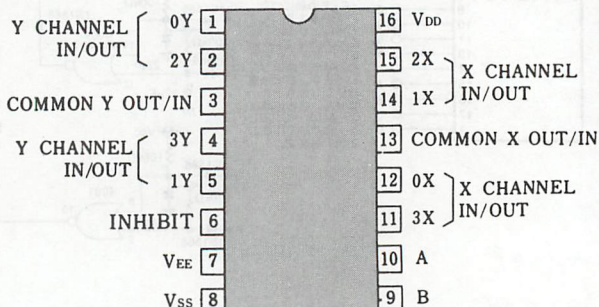 Y CHANNEL
IN/OUT
0Y 1
2Y 2
COMMON Y OUT/IN 3
Y CHANNEL
IN/OUT
3Y 4
1Y 5
INHIBIT 6
VEE 7
VSS 8
16 VDD
15 2X
14 1X
X CHANNEL
IN/OUT
13 COMMON X OUT/IN
12 0X
11 3X
X CHANNEL
IN/OUT
10 A
9 B